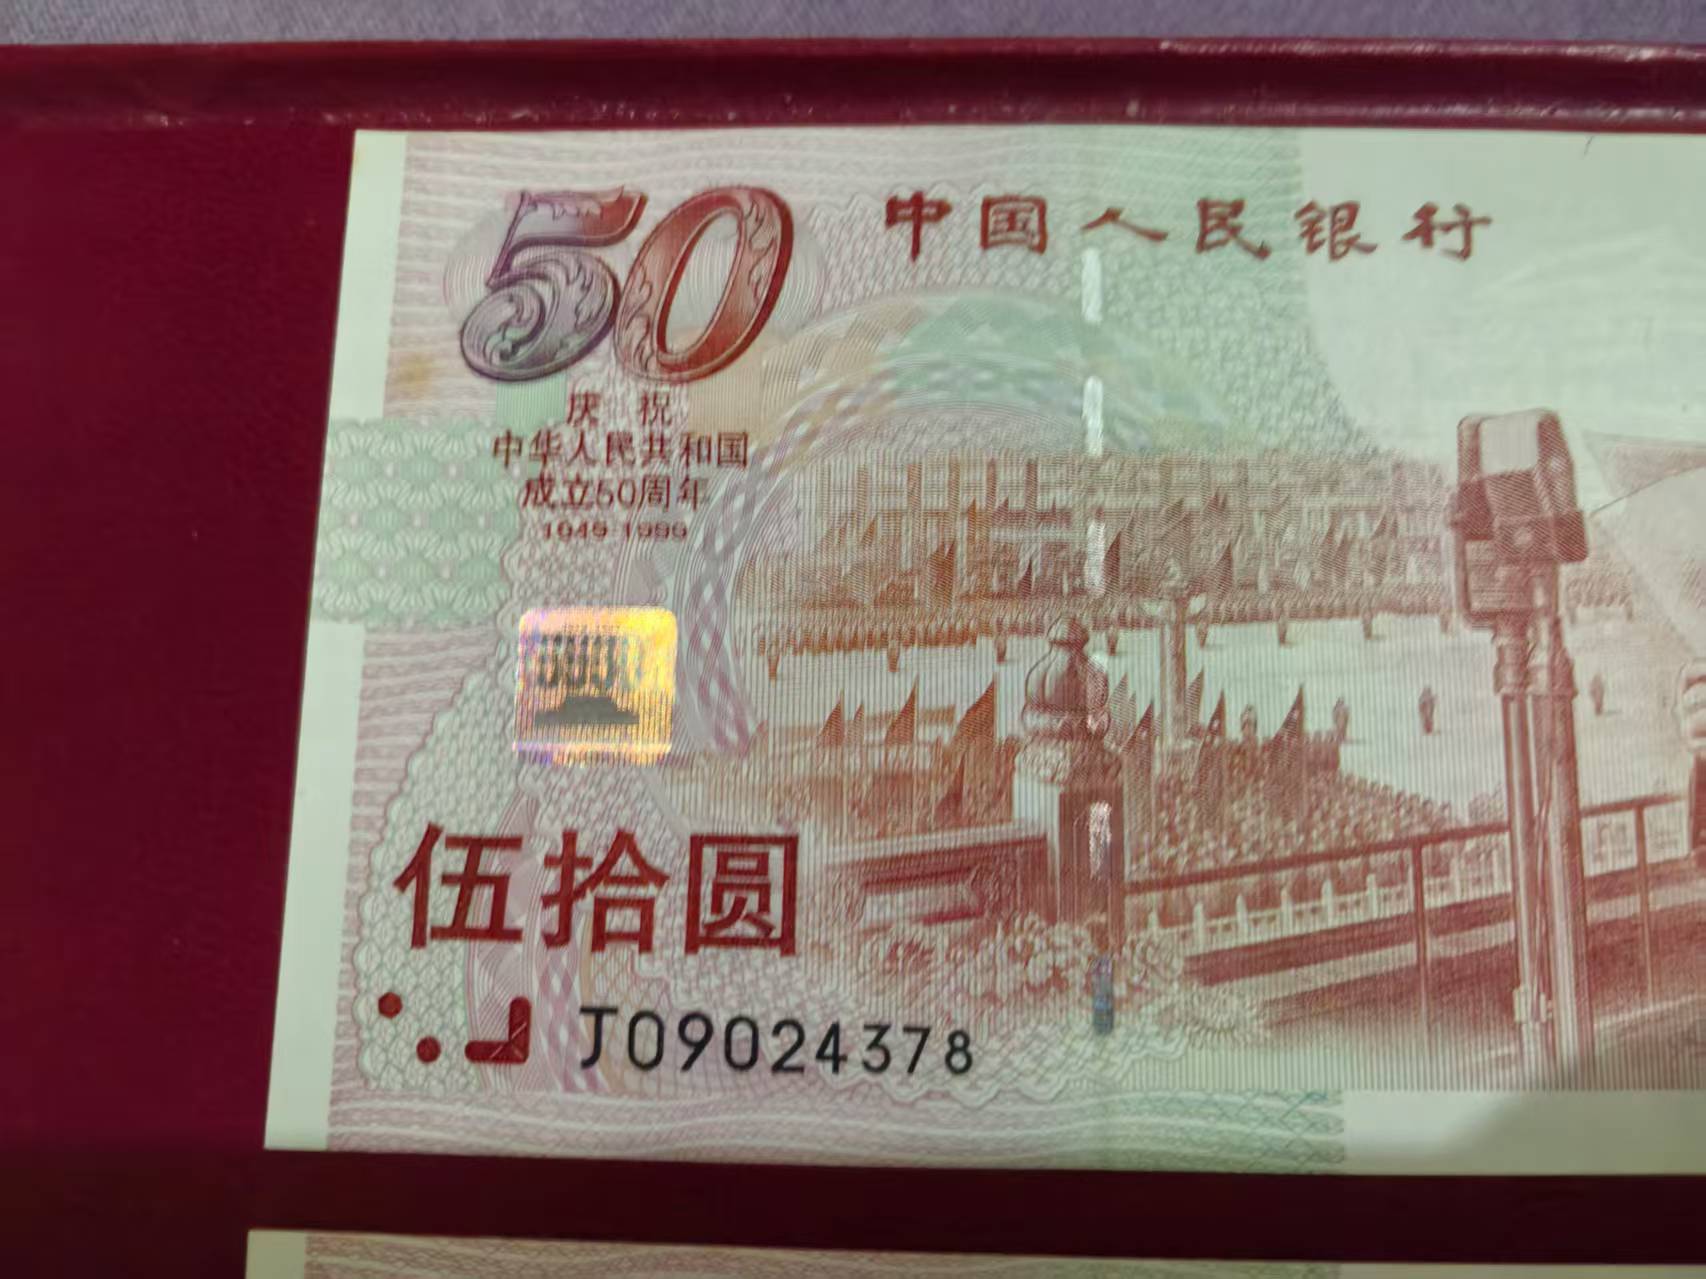 50
中国人民银行
庆祝
中华人民共和国
成立50周年
1949-1999
伍拾圆
J09024378